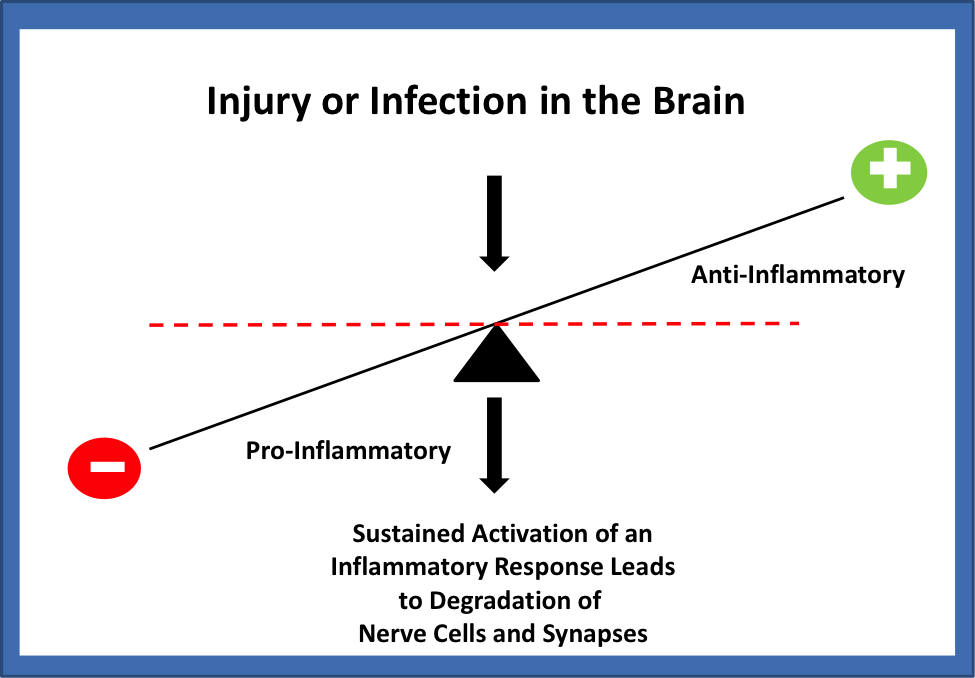 Injury or Infection in the Brain
Anti-Inflammatory
Pro-Inflammatory
Sustained Activation of an
Inflammatory Response Leads
to Degradation of
Nerve Cells and Synapses